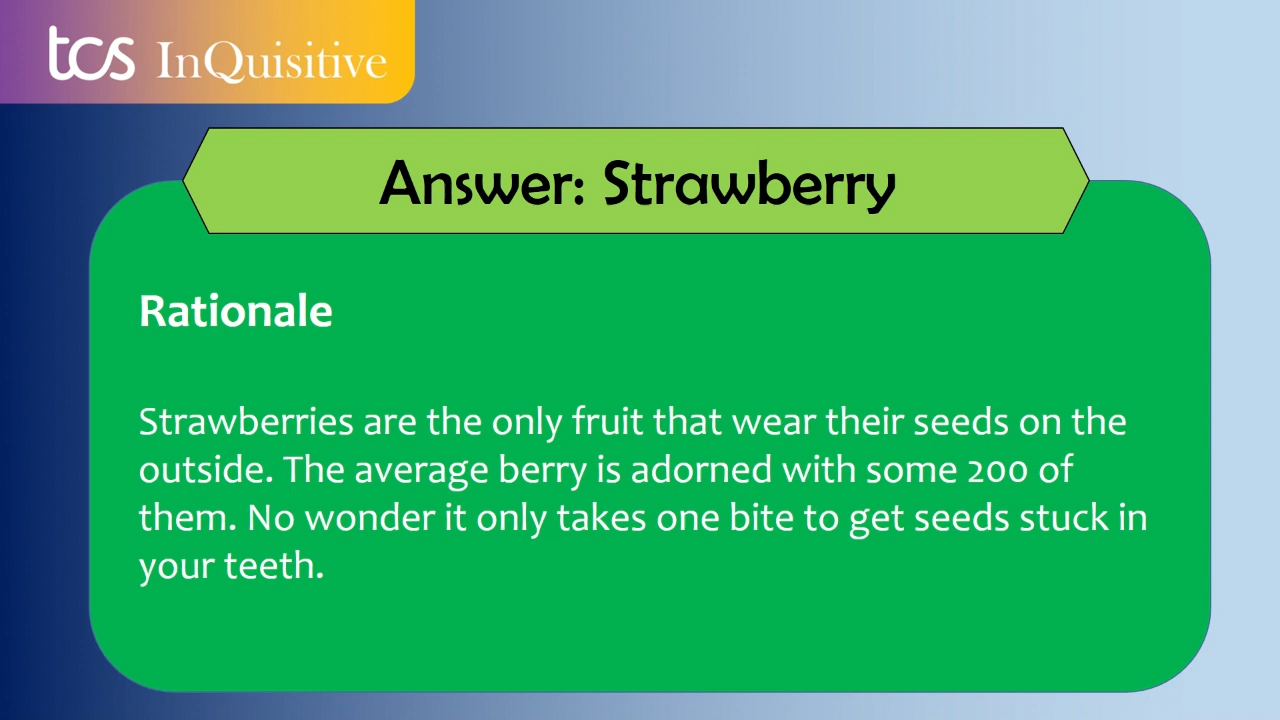 tcs InQuisitive
Answer: Strawberry
Rationale
Strawberries are the only fruit that wear their seeds on the
outside. The average berry is adorned with some 200 of
them. No wonder it only takes one bite to get seeds stuck in
your teeth.